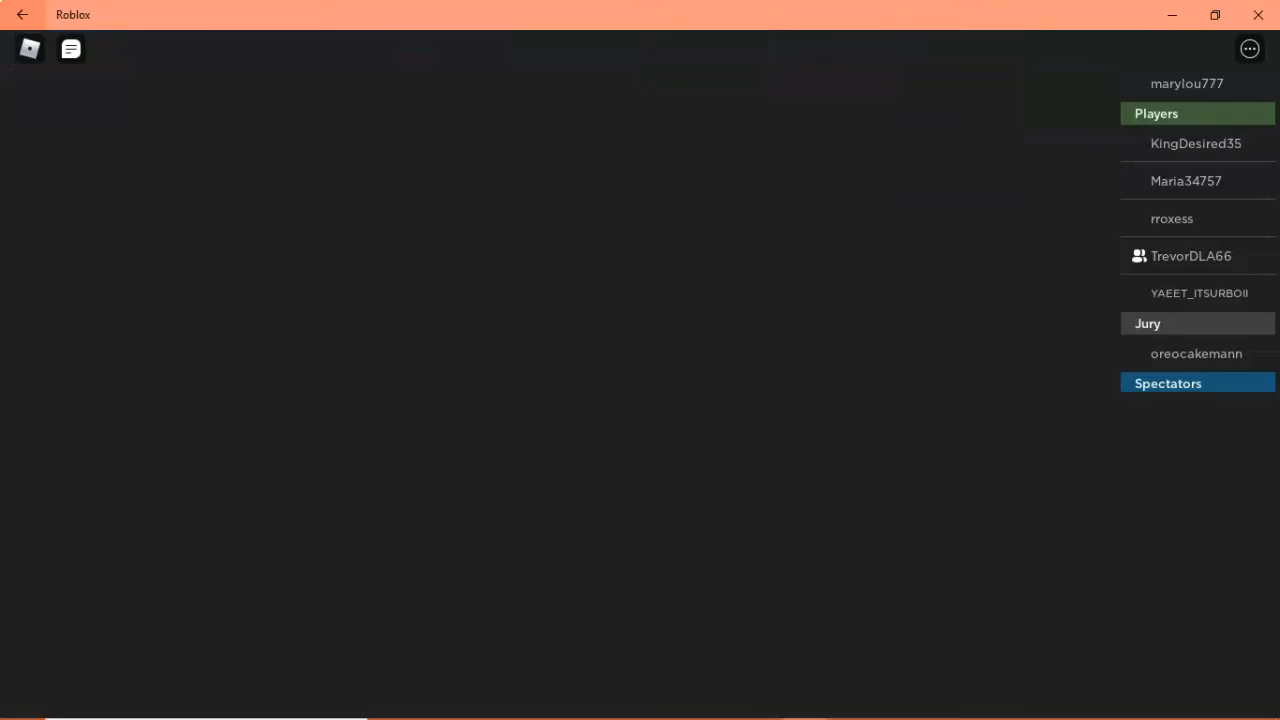 Roblox
marylou777
Players
KingDesired35
Maria34757
rroxess
TrevorDLA66
YAEET_ITSURBOII
Jury
oreocakemann
Spectators